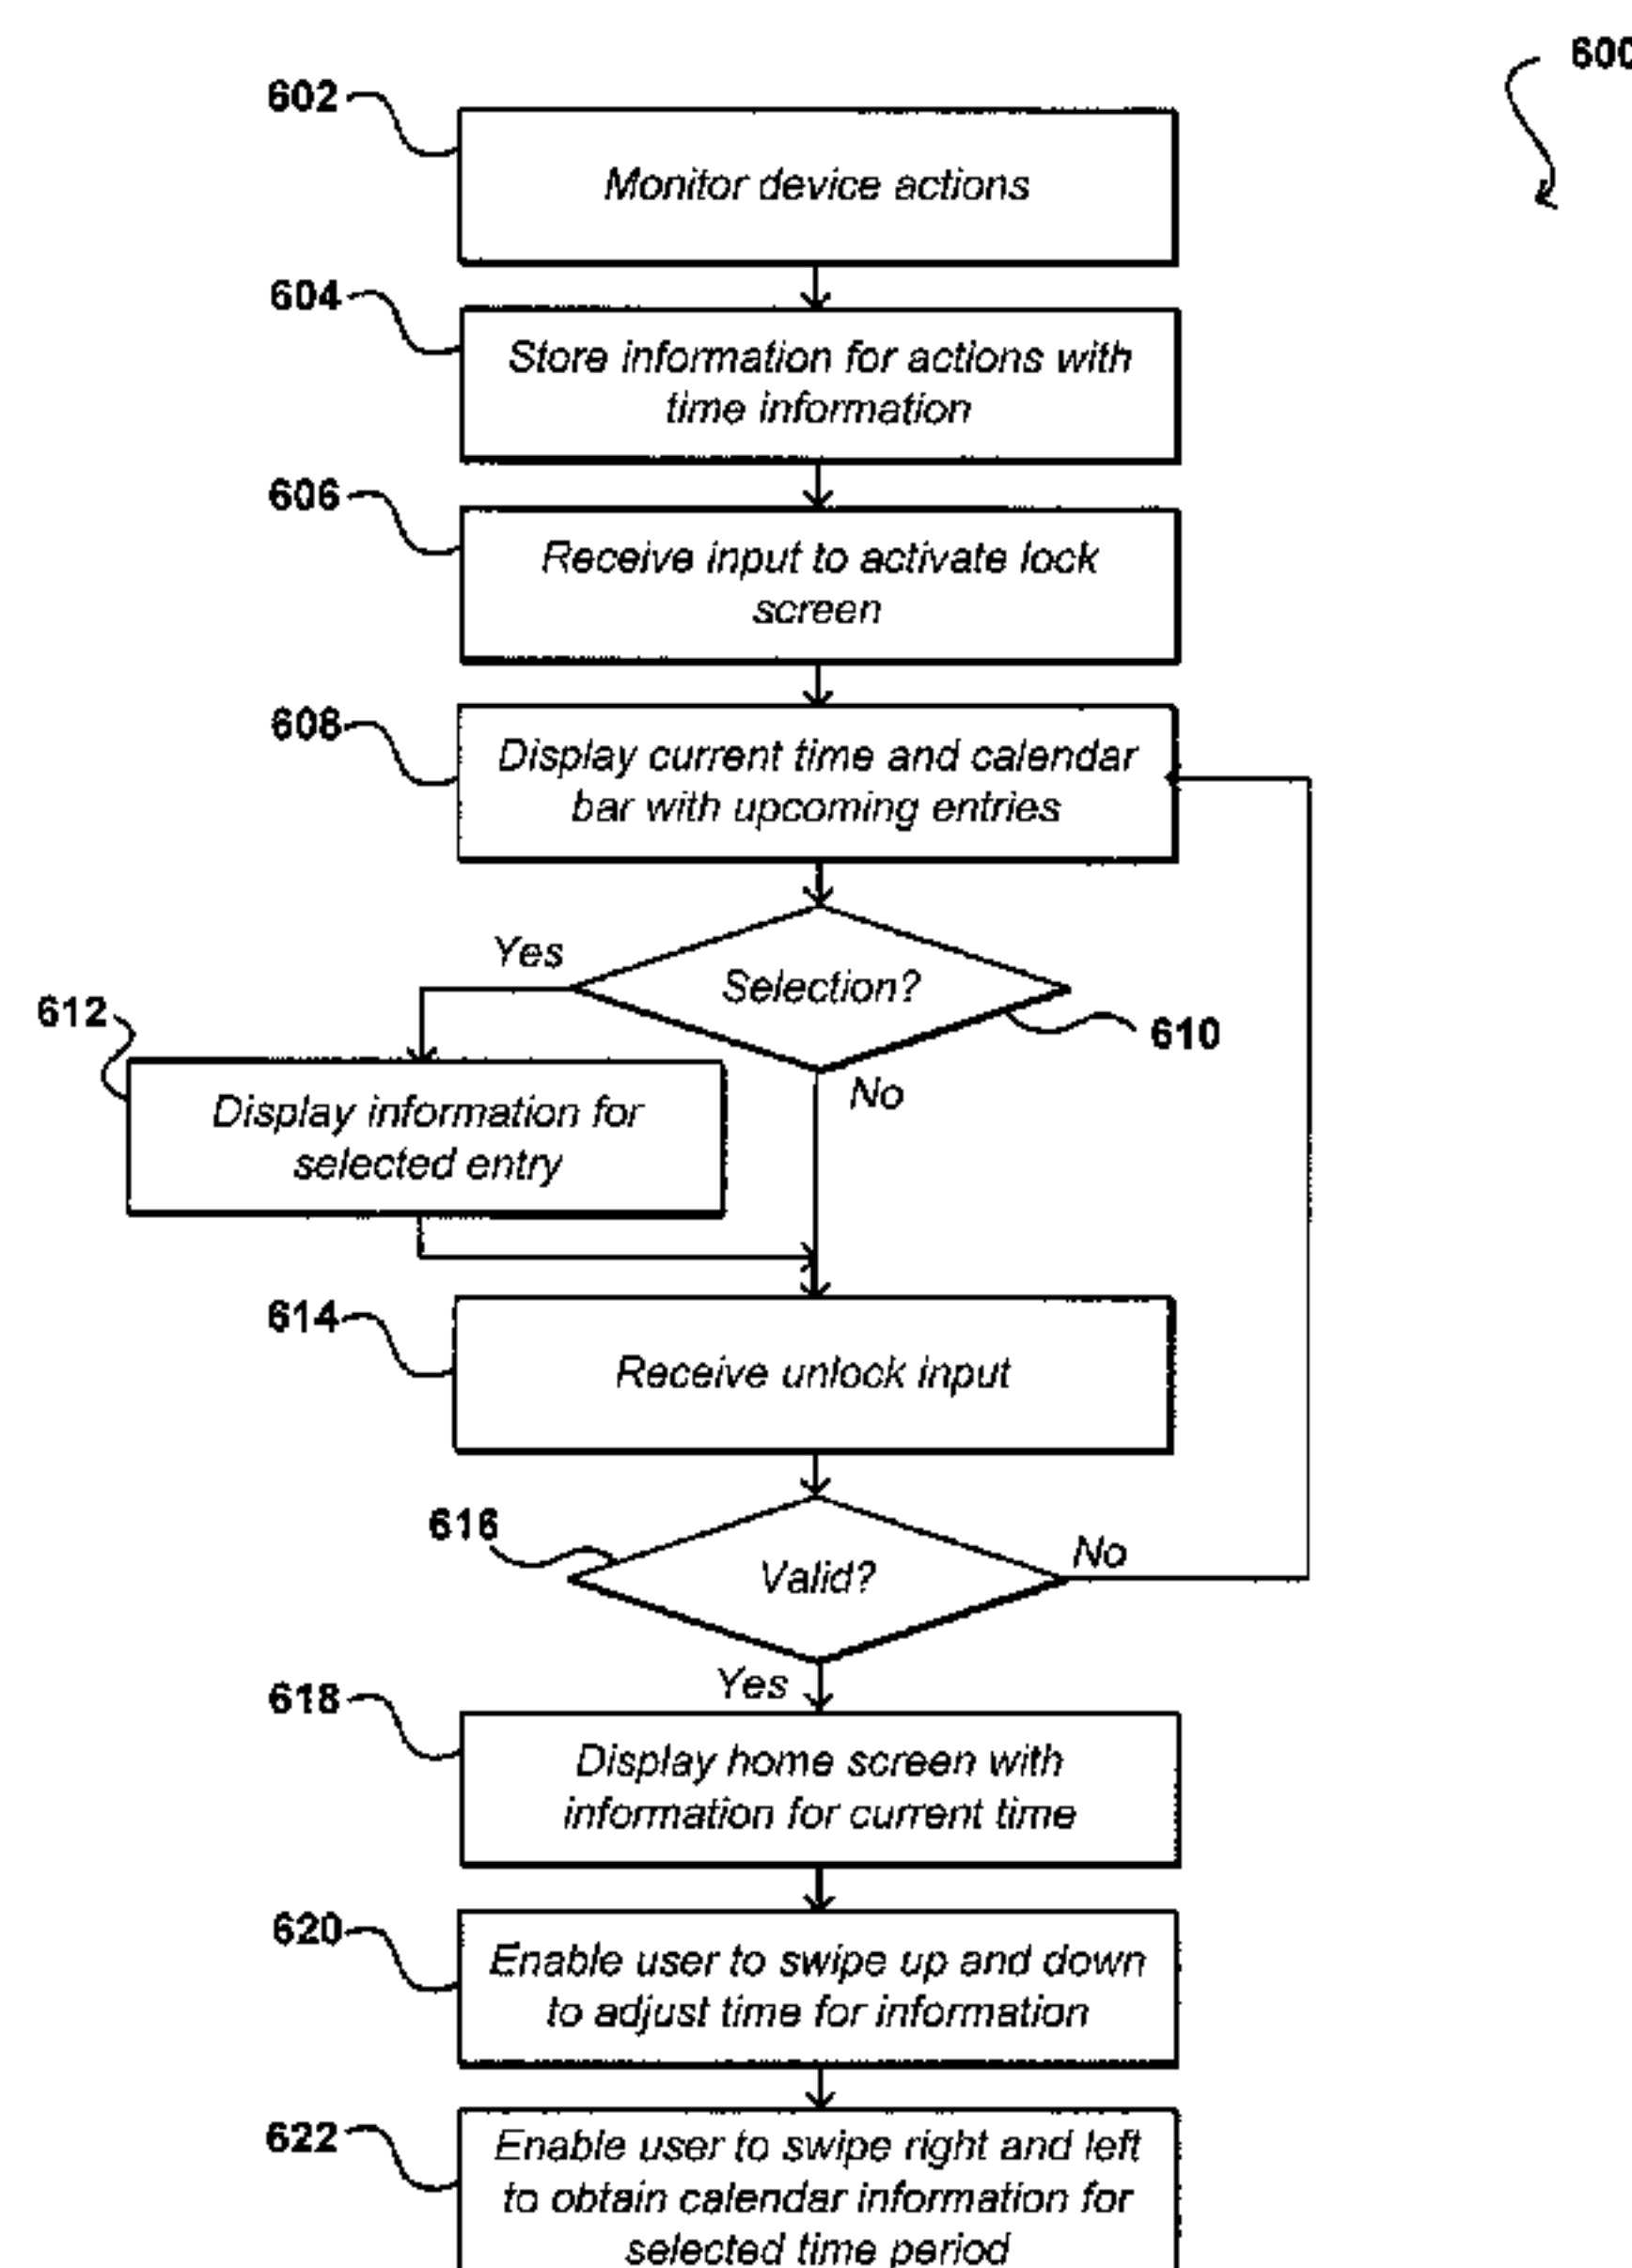 600
602
Monitor device actions
604
Store information for actions with
time information
606
Receive input to activate lock
screen
608
Display current time and calendar
bar with upcoming entries
Yes
Selection?
610
No
612
Display information for
selected entry
614
Receive unlock input
616
Valid?
No
Yes
618
Display home screen with
information for current time
620
Enable user to swipe up and down
to adjust time for information
622
Enable user to swipe right and left
to obtain calendar information for
selected time period